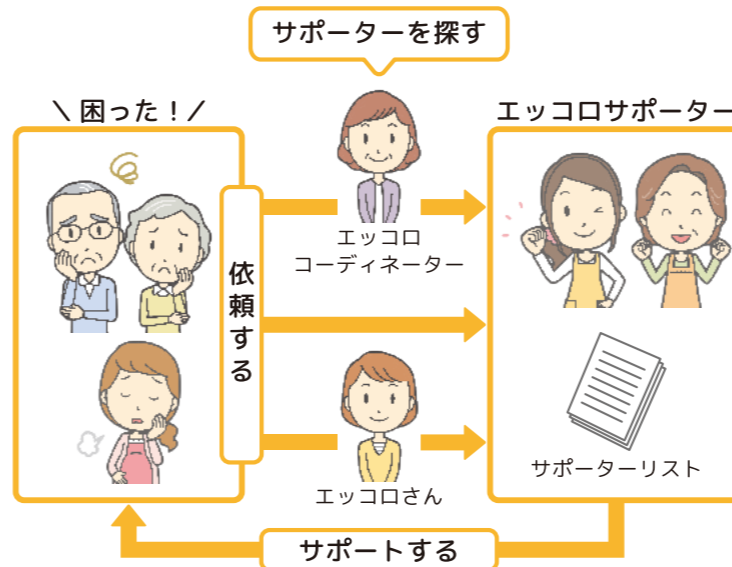 サポーターを探す
\ 困った！/
エッコロサポーター
エッコロ
コーディネーター
依頼する
エッコロさん
サポーターリスト
サポートする